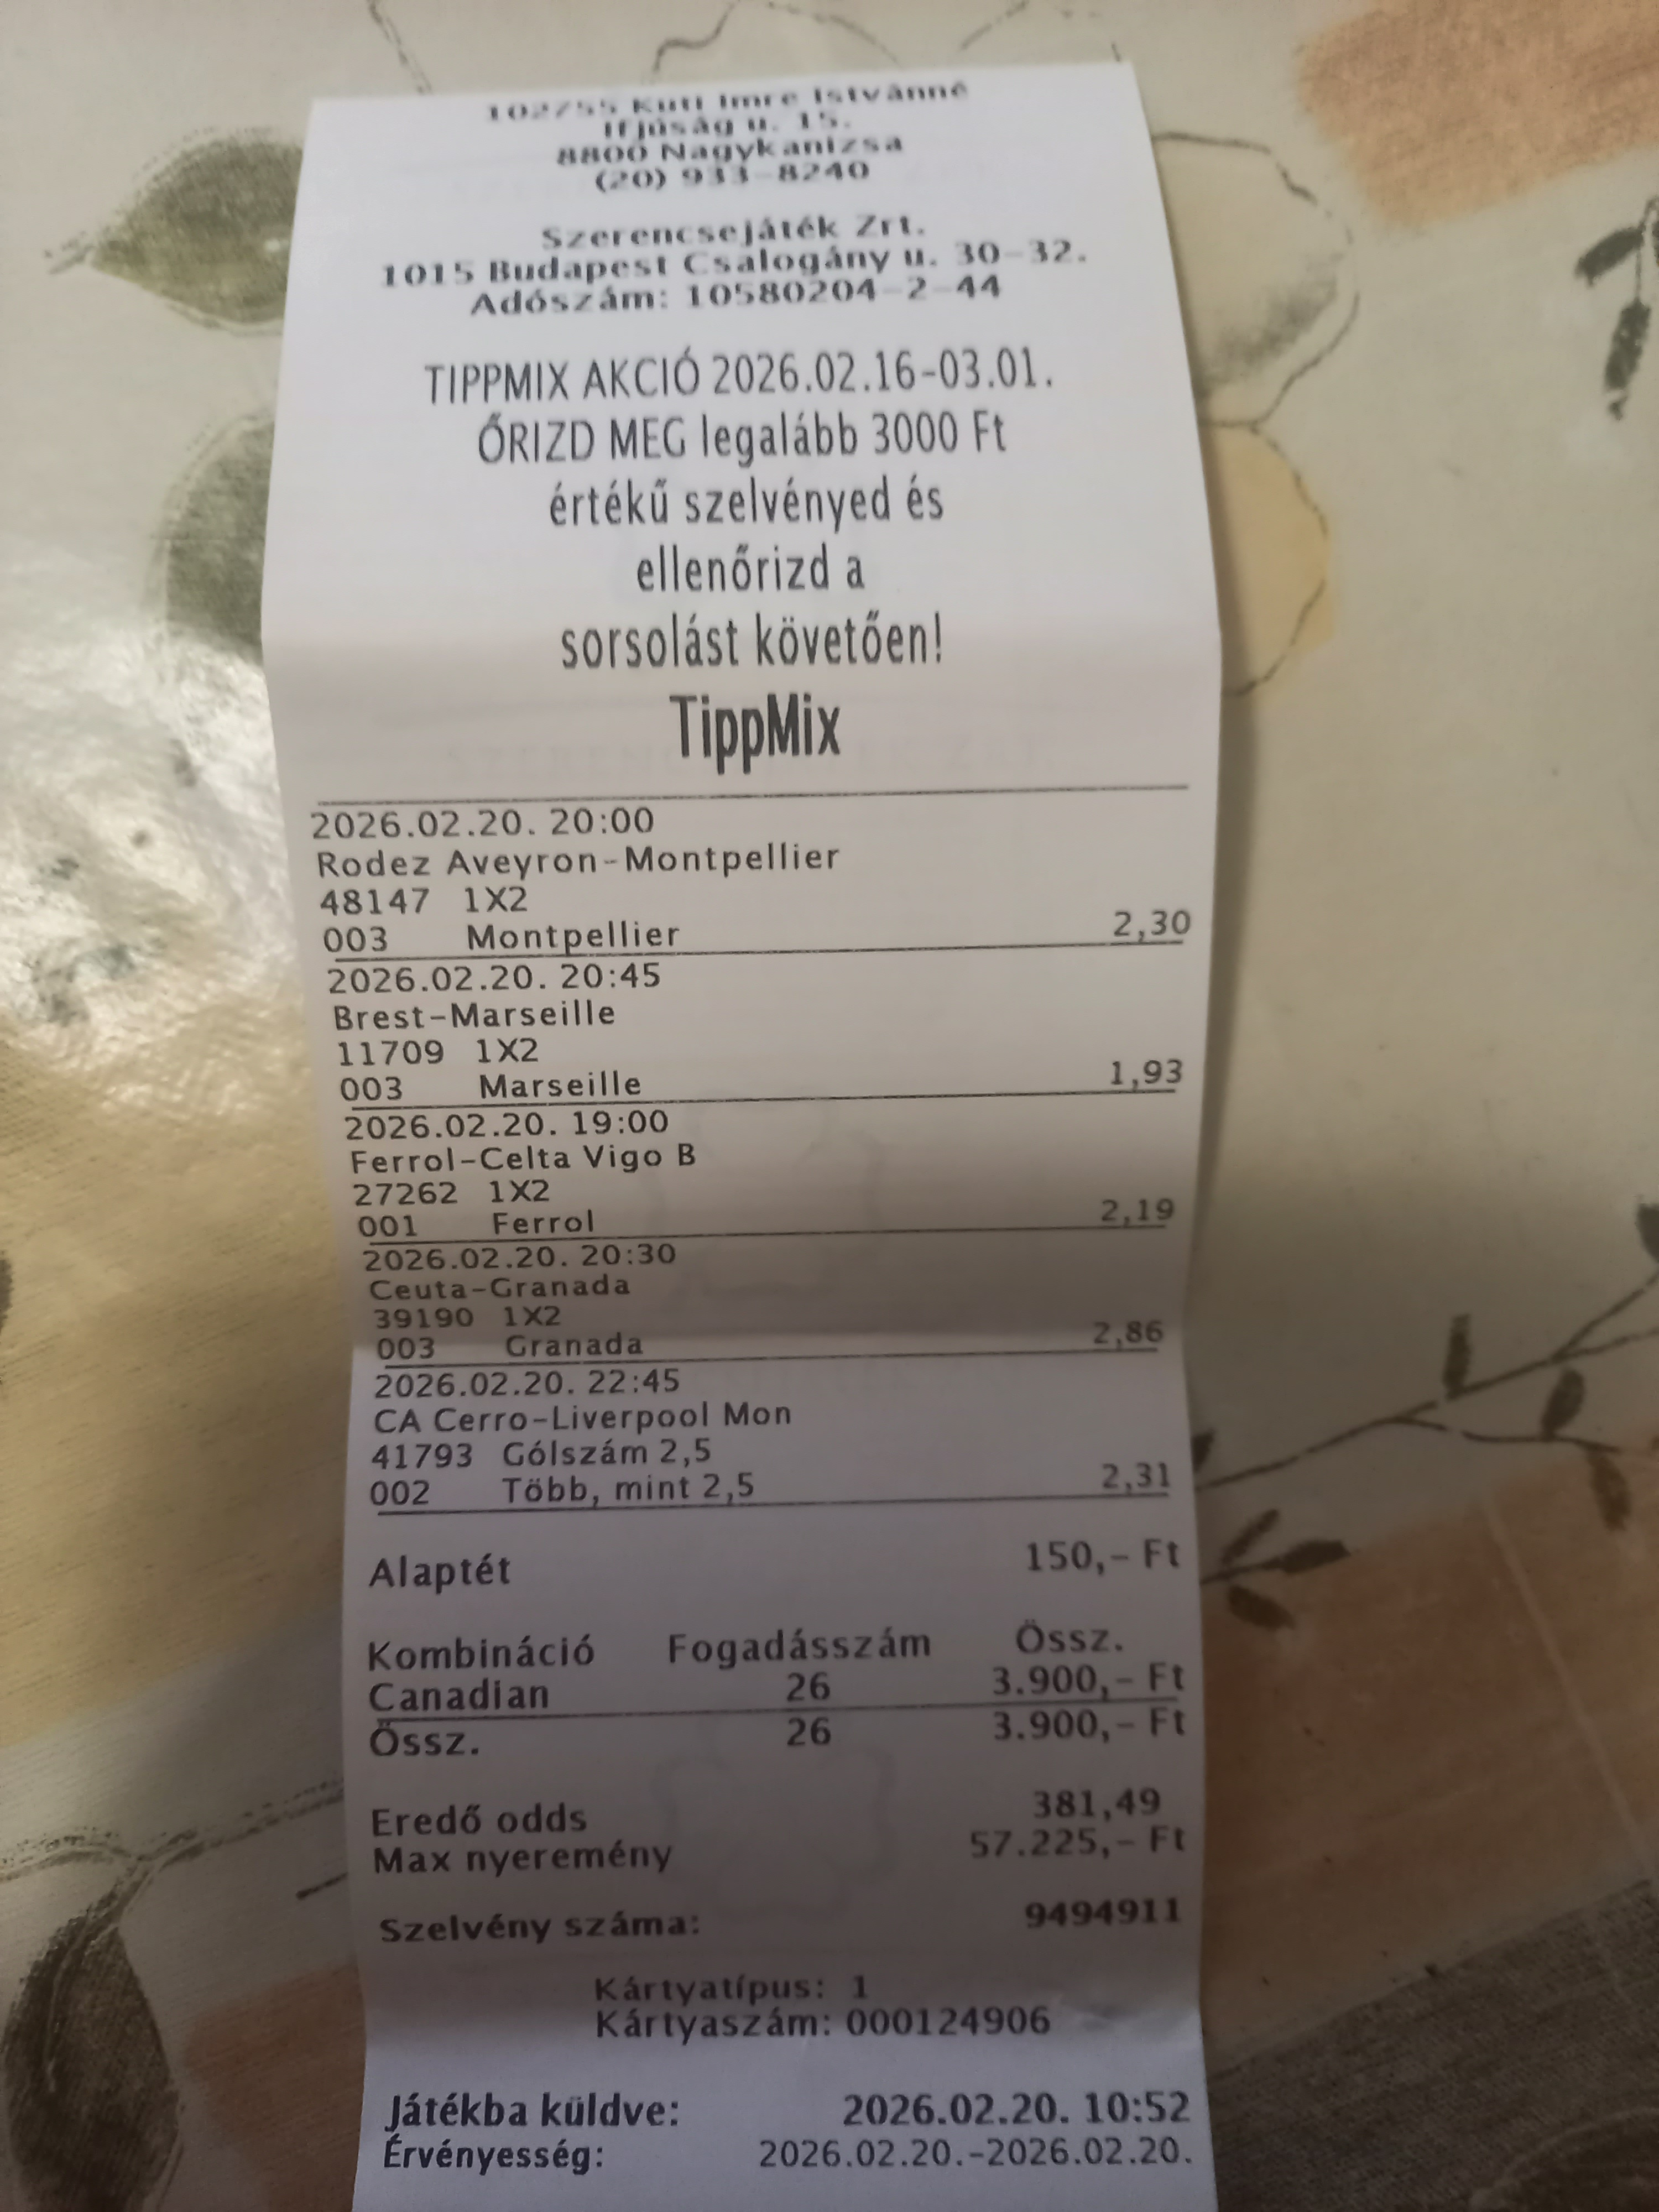 102755 Kuti Imre Istvánné
Ifjúság u. 15.
8800 Nagykanizsa
(20) 933-8240
Szerencsejáték Zrt.
1015 Budapest Csalogány u. 30-32.
Adószám: 10580204-2-44
TIPPMIX AKCIÓ 2026.02.16-03.01.
ŐRIZD MEG legalább 3000 Ft
értékű szelvényed és
ellenőrizd a
sorsolást követően!
TippMix
2026.02.20. 20:00
Rodez Aveyron-Montpellier
48147 1X2
003 Montpellier 2,30
2026.02.20. 20:45
Brest-Marseille
11709 1X2
003 Marseille 1,93
2026.02.20. 19:00
Ferrol-Celta Vigo B
27262 1X2
001 Ferrol 2,19
2026.02.20. 20:30
Ceuta-Granada
39190 1X2
003 Granada 2,86
2026.02.20. 22:45
CA Cerro-Liverpool Mon
41793 Gólszám 2,5
002 Több, mint 2,5 2,31
Alaptét 150,- Ft
Kombináció Fogadásszám Össz.
Canadian 26 3.900,- Ft
Össz. 26 3.900,- Ft
Eredő odds 381,49
Max nyeremény 57.225,- Ft
Szelvény száma: 9494911
Kártyatípus: 1
Kártyaszám: 000124906
Játékba küldve: 2026.02.20. 10:52
Érvényesség: 2026.02.20.-2026.02.20.